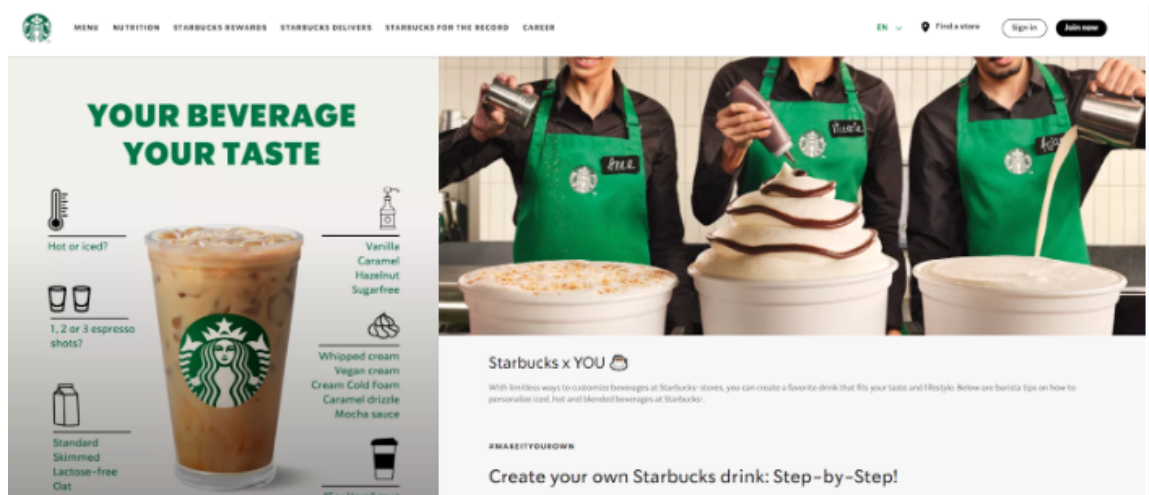 MENU NUTRITION STARBUCKS REWARDS STARBUCKS DELIVERS STARBUCKS FOR THE RECORD CAREER
EN Find a store Sign in Join now
YOUR BEVERAGE
YOUR TASTE
Hot or iced?
1, 2 or 3 espresso
shots?
Standard
Skimmed
Lactose-free
Oat
Vanilla
Caramel
Hazelnut
Sugarfree
Whipped cream
Vegan cream
Cream Cold Foam
Caramel drizzle
Mocha sauce
Victoria
Starbucks x YOU
With limitless ways to customize beverages at Starbucks-stores, you can create a favorite drink that fits your taste and lifestyle. Below are barista tips on how to
personalize iced, hot and blended beverages at Starbucks.
#MAKEITYOUROWN
Create your own Starbucks drink: Step-by-Step!